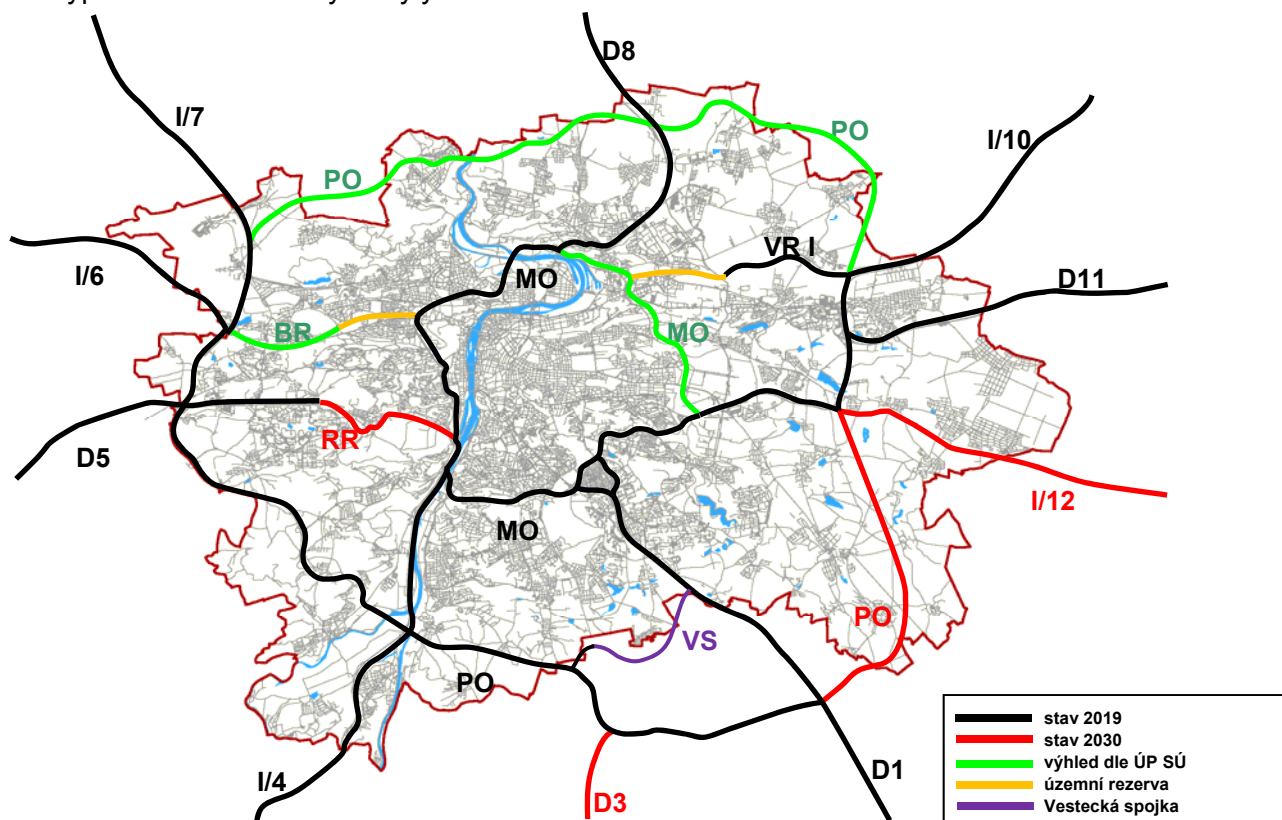 D8
I/7
PO
I/10
PO
VR I
I/6
D11
MO
BR
MO
RR
D5
I/12
MO
PO
VS
PO
stav 2019
stav 2030
výhled dle ÚP SÚ
územní rezerva
Vestecká spojka
D1
I/4
D3